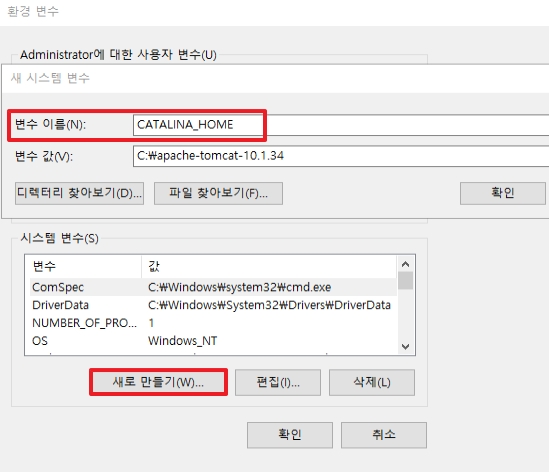 환경 변수
Administrator에 대한 사용자 변수(U)
새 시스템 변수
변수 이름(N): CATALINA_HOME
변수 값(V): C:₩apache-tomcat-10.1.34
디렉터리 찾아보기(D)... 파일 찾아보기(F)... 확인
시스템 변수(S)
변수 값
ComSpec C:₩Windows₩system32₩cmd.exe
DriverData C:₩Windows₩System32₩Drivers₩DriverData
NUMBER_OF_PRO... 1
OS Windows_NT
새로 만들기(W)... 편집(I)... 삭제(L)
확인 취소